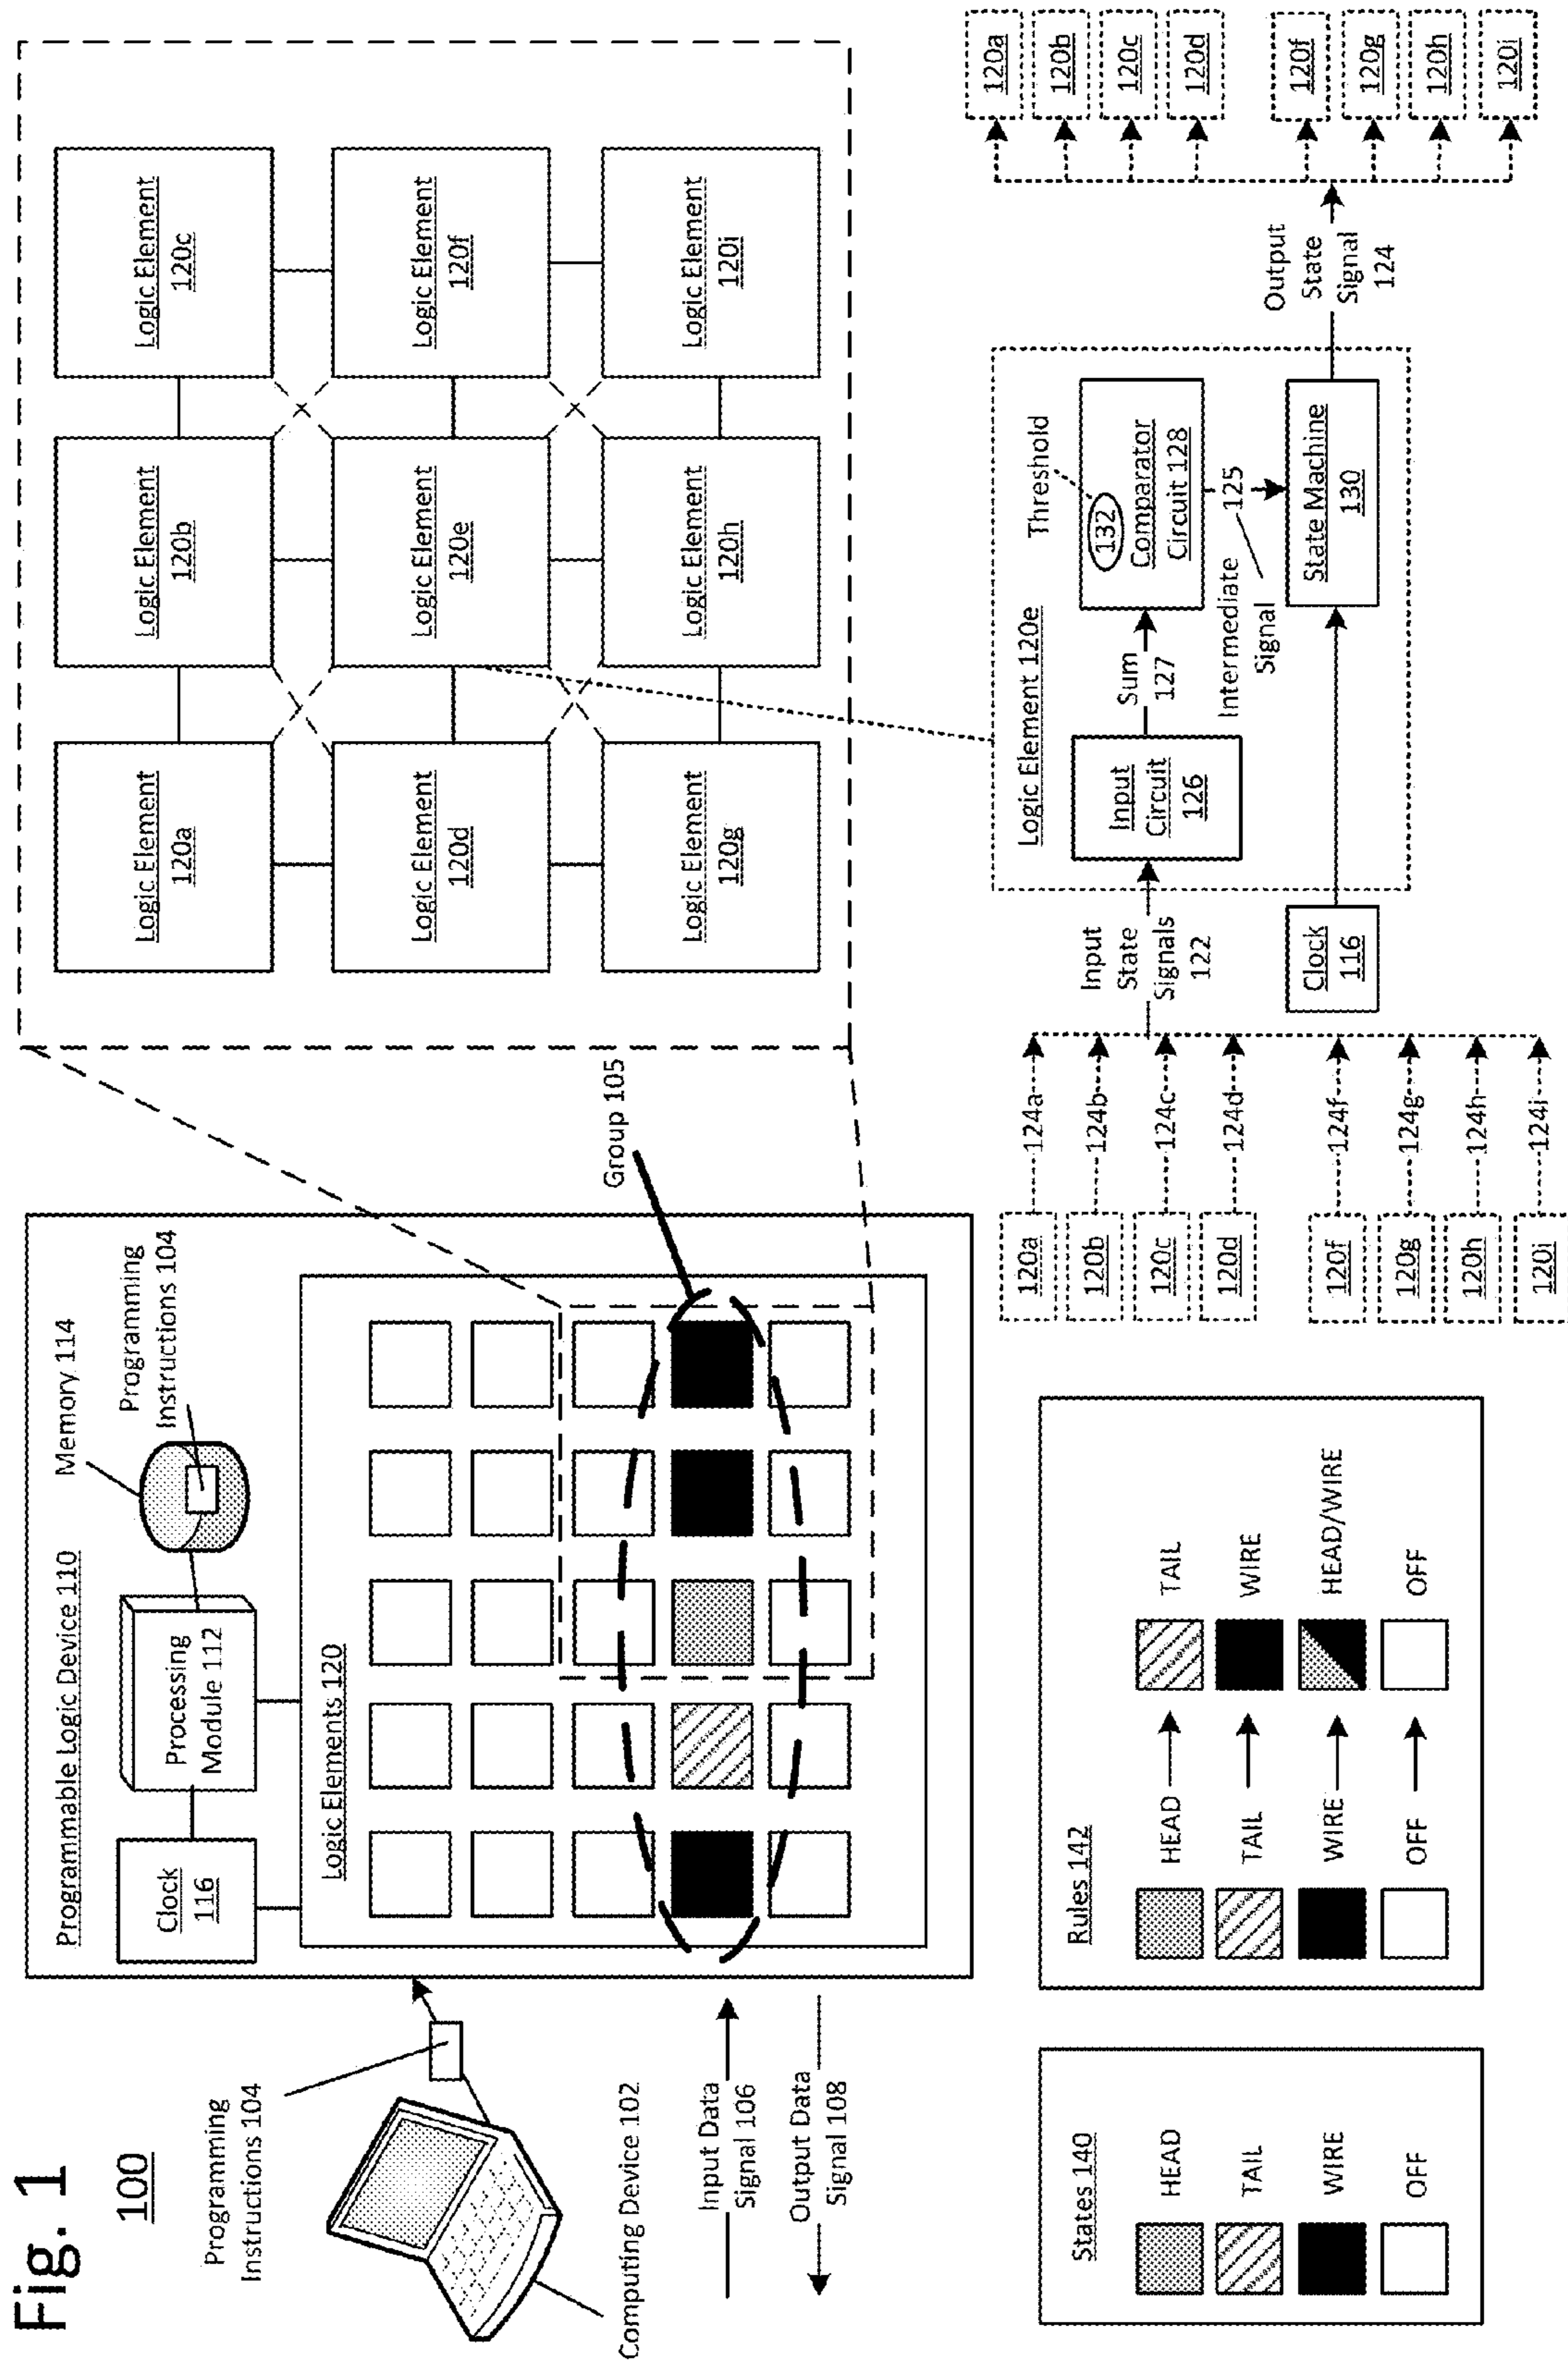 Fig. 1
100
Programming
Instructions 104
Computing Device 102
Input Data
Signal 106
Output Data
Signal 108
Programmable Logic Device 110
Clock
116
Processing
Module 112
Memory 114
Programming
Instructions 104
Logic Elements 120
Group 105
Logic Element
120a
Logic Element
120b
Logic Element
120c
Logic Element
120d
Logic Element
120e
Logic Element
120f
Logic Element
120g
Logic Element
120h
Logic Element
120i
States 140
HEAD
TAIL
WIRE
OFF
Rules 142
HEAD
TAIL
TAIL
WIRE
WIRE
HEAD/WIRE
OFF
OFF
120a
124a
120b
124b
120c
124c
120d
124d
120f
124f
120g
124g
120h
124h
120i
124i
Input
State
Signals
122
Clock
116
Logic Element 120e
Input
Circuit
126
Sum
127
Threshold
132
Comparator
Circuit 128
Intermediate
Signal
125
State Machine
130
Output
State
Signal
124
120a
120b
120c
120d
120f
120g
120h
120i